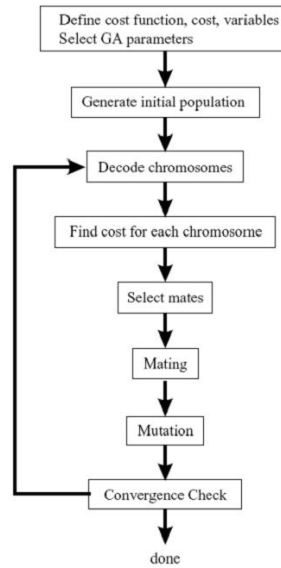 Define cost function, cost, variables
Select GA parameters
Generate initial population
Decode chromosomes
Find cost for each chromosome
Select mates
Mating
Mutation
Convergence Check
done